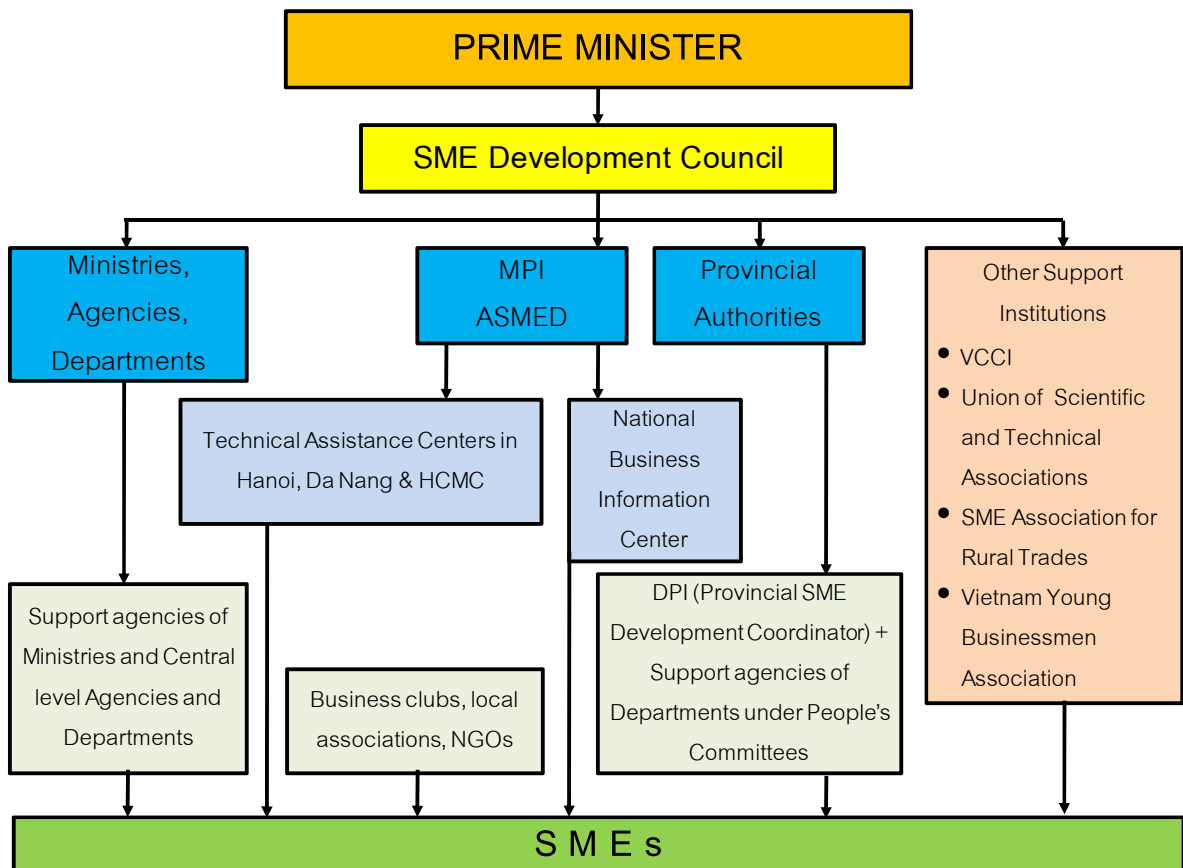 PRIME MINISTER
SME Development Council
Ministries,
Agencies,
Departments
MPI
ASMED
Provincial
Authorities
Other Support
Institutions
• VCCI
• Union of Scientific
and Technical
Associations
• SME Association for
Rural Trades
• Vietnam Young
Businessmen
Association
Technical Assistance Centers in
Hanoi, Da Nang & HCMC
National
Business
Information
Center
Support agencies of
Ministries and Central
level Agencies and
Departments
Business clubs, local
associations, NGOs
DPI (Provincial SME
Development Coordinator) +
Support agencies of
Departments under People's
Committees
S M E s